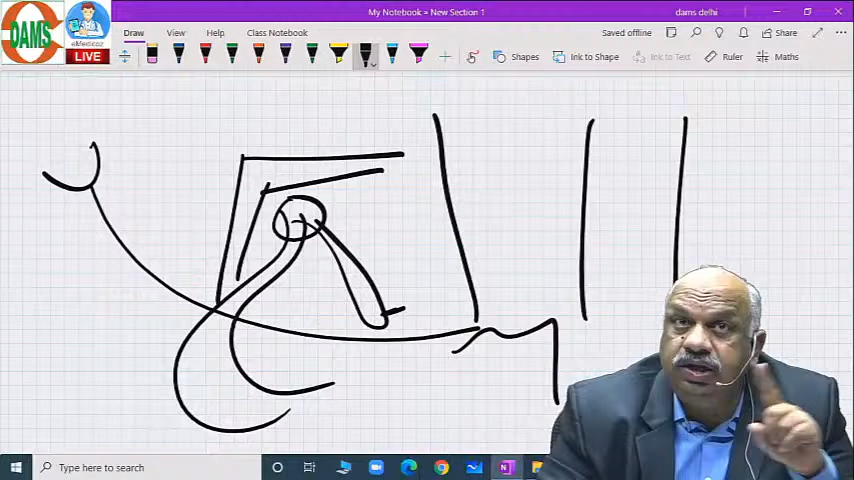 My Notebook » New Section 1
dams delhi
DAMS
eMedicoz
LIVE
Draw
View
Help
Class Notebook
Saved offline
Share
Shapes
Ink to Shape
Ink to Text
Ruler
Maths
Type here to search